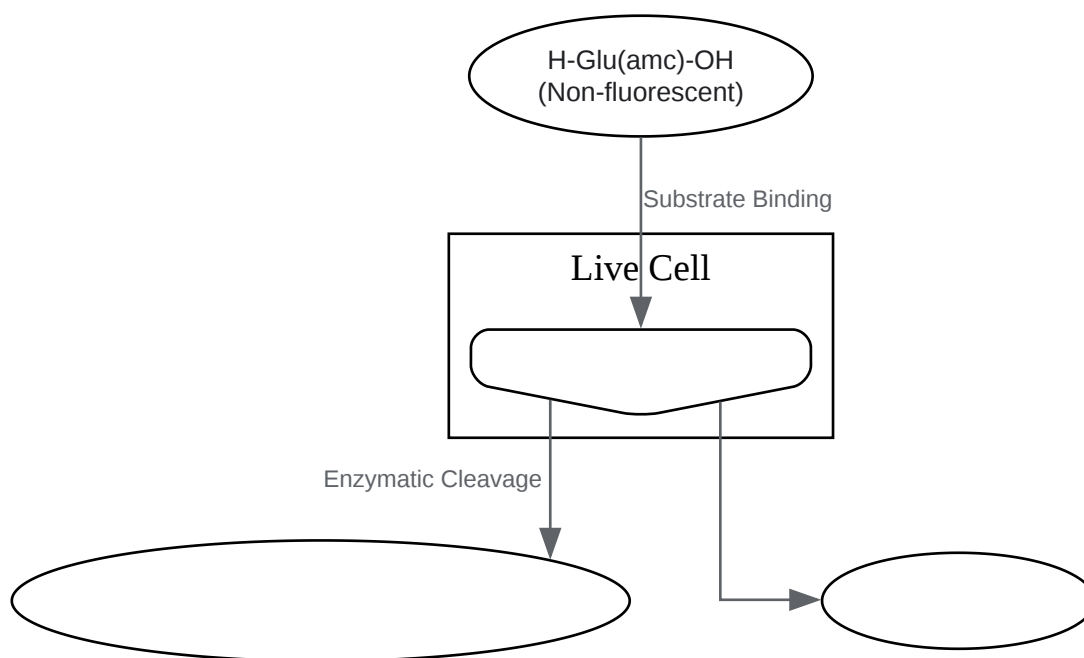 H-Glu(amc)-OH
(Non-fluorescent)
Substrate Binding
Live Cell
Enzymatic Cleavage